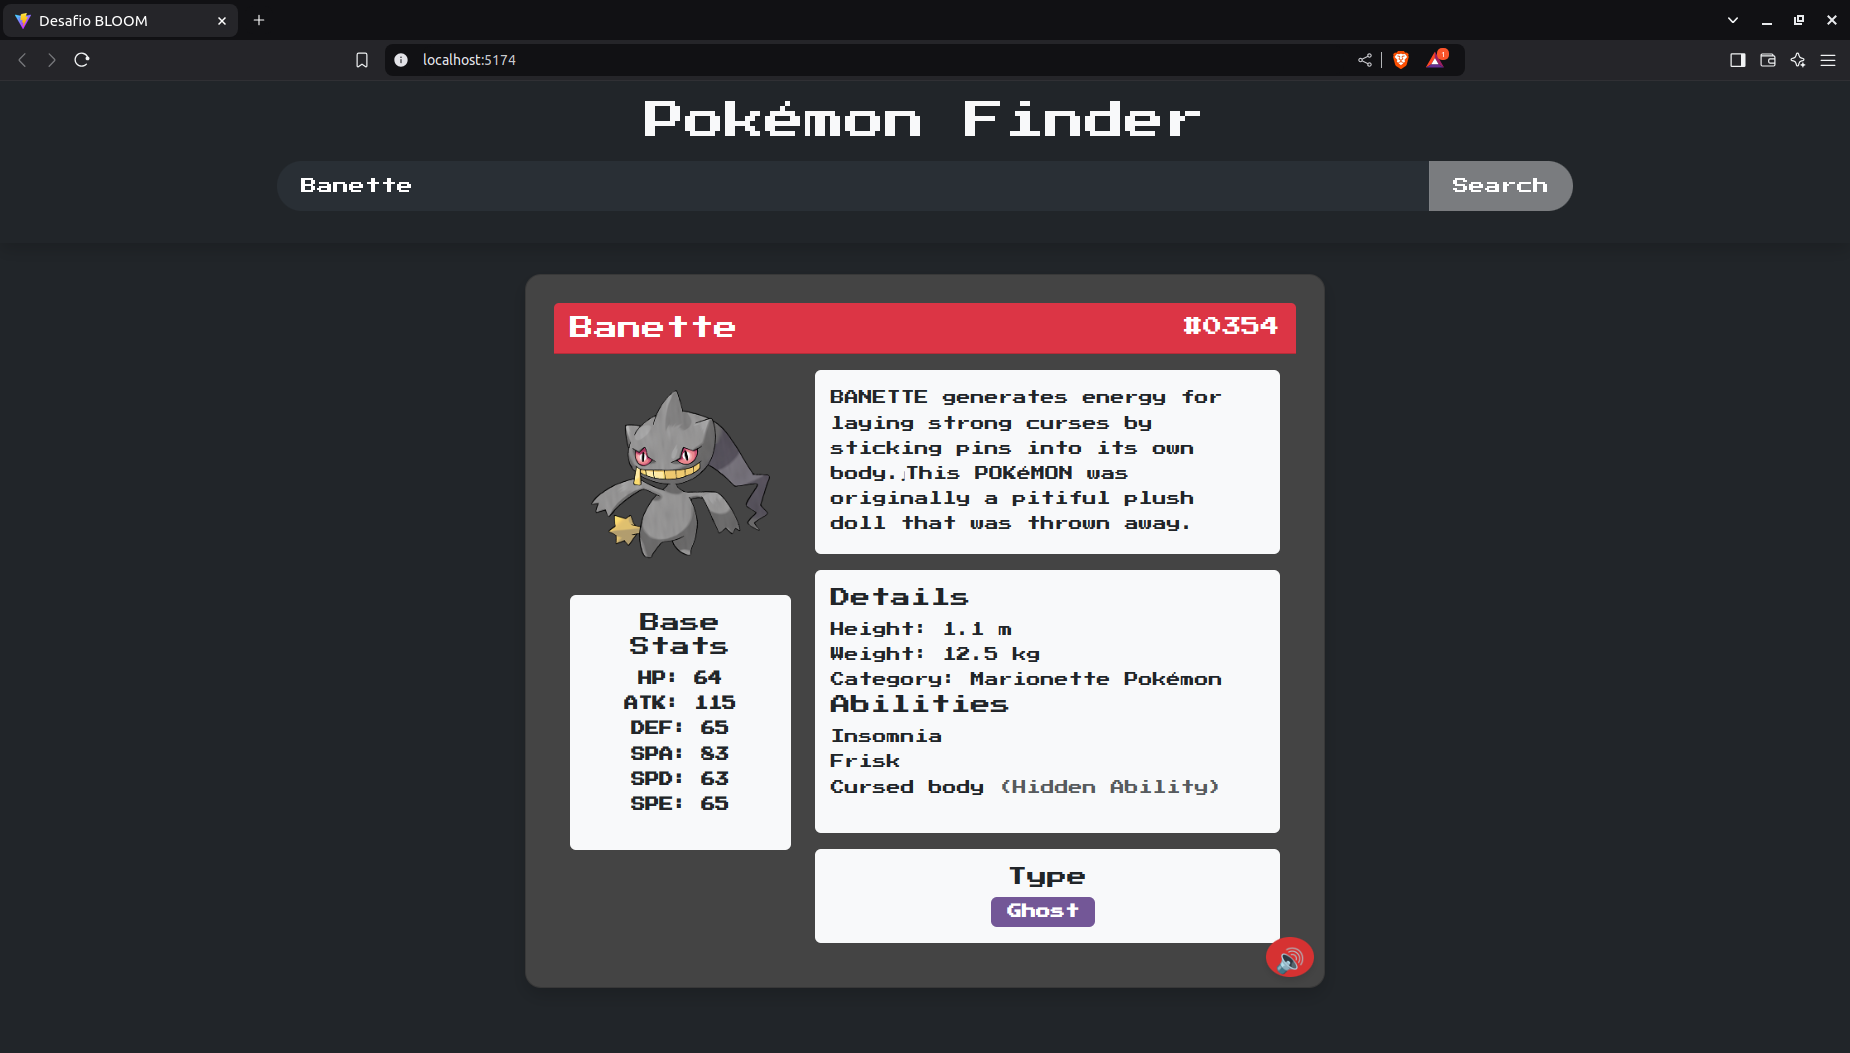 Desafio BLOOM
localhost:5174
1
Pokémon Finder
Banette
Search
Banette
#0354
BANETTE generates energy for
laying strong curses by
sticking pins into its own
body. This POKéMON was
originally a pitiful plush
doll that was thrown away.
Base
Stats
HP: 64
ATK: 115
DEF: 65
SPA: 83
SPD: 63
SPE: 65
Details
Height: 1.1 m
Weight: 12.5 kg
Category: Marionette Pokémon
Abilities
Insomnia
Frisk
Cursed body (Hidden Ability)
Type
Ghost